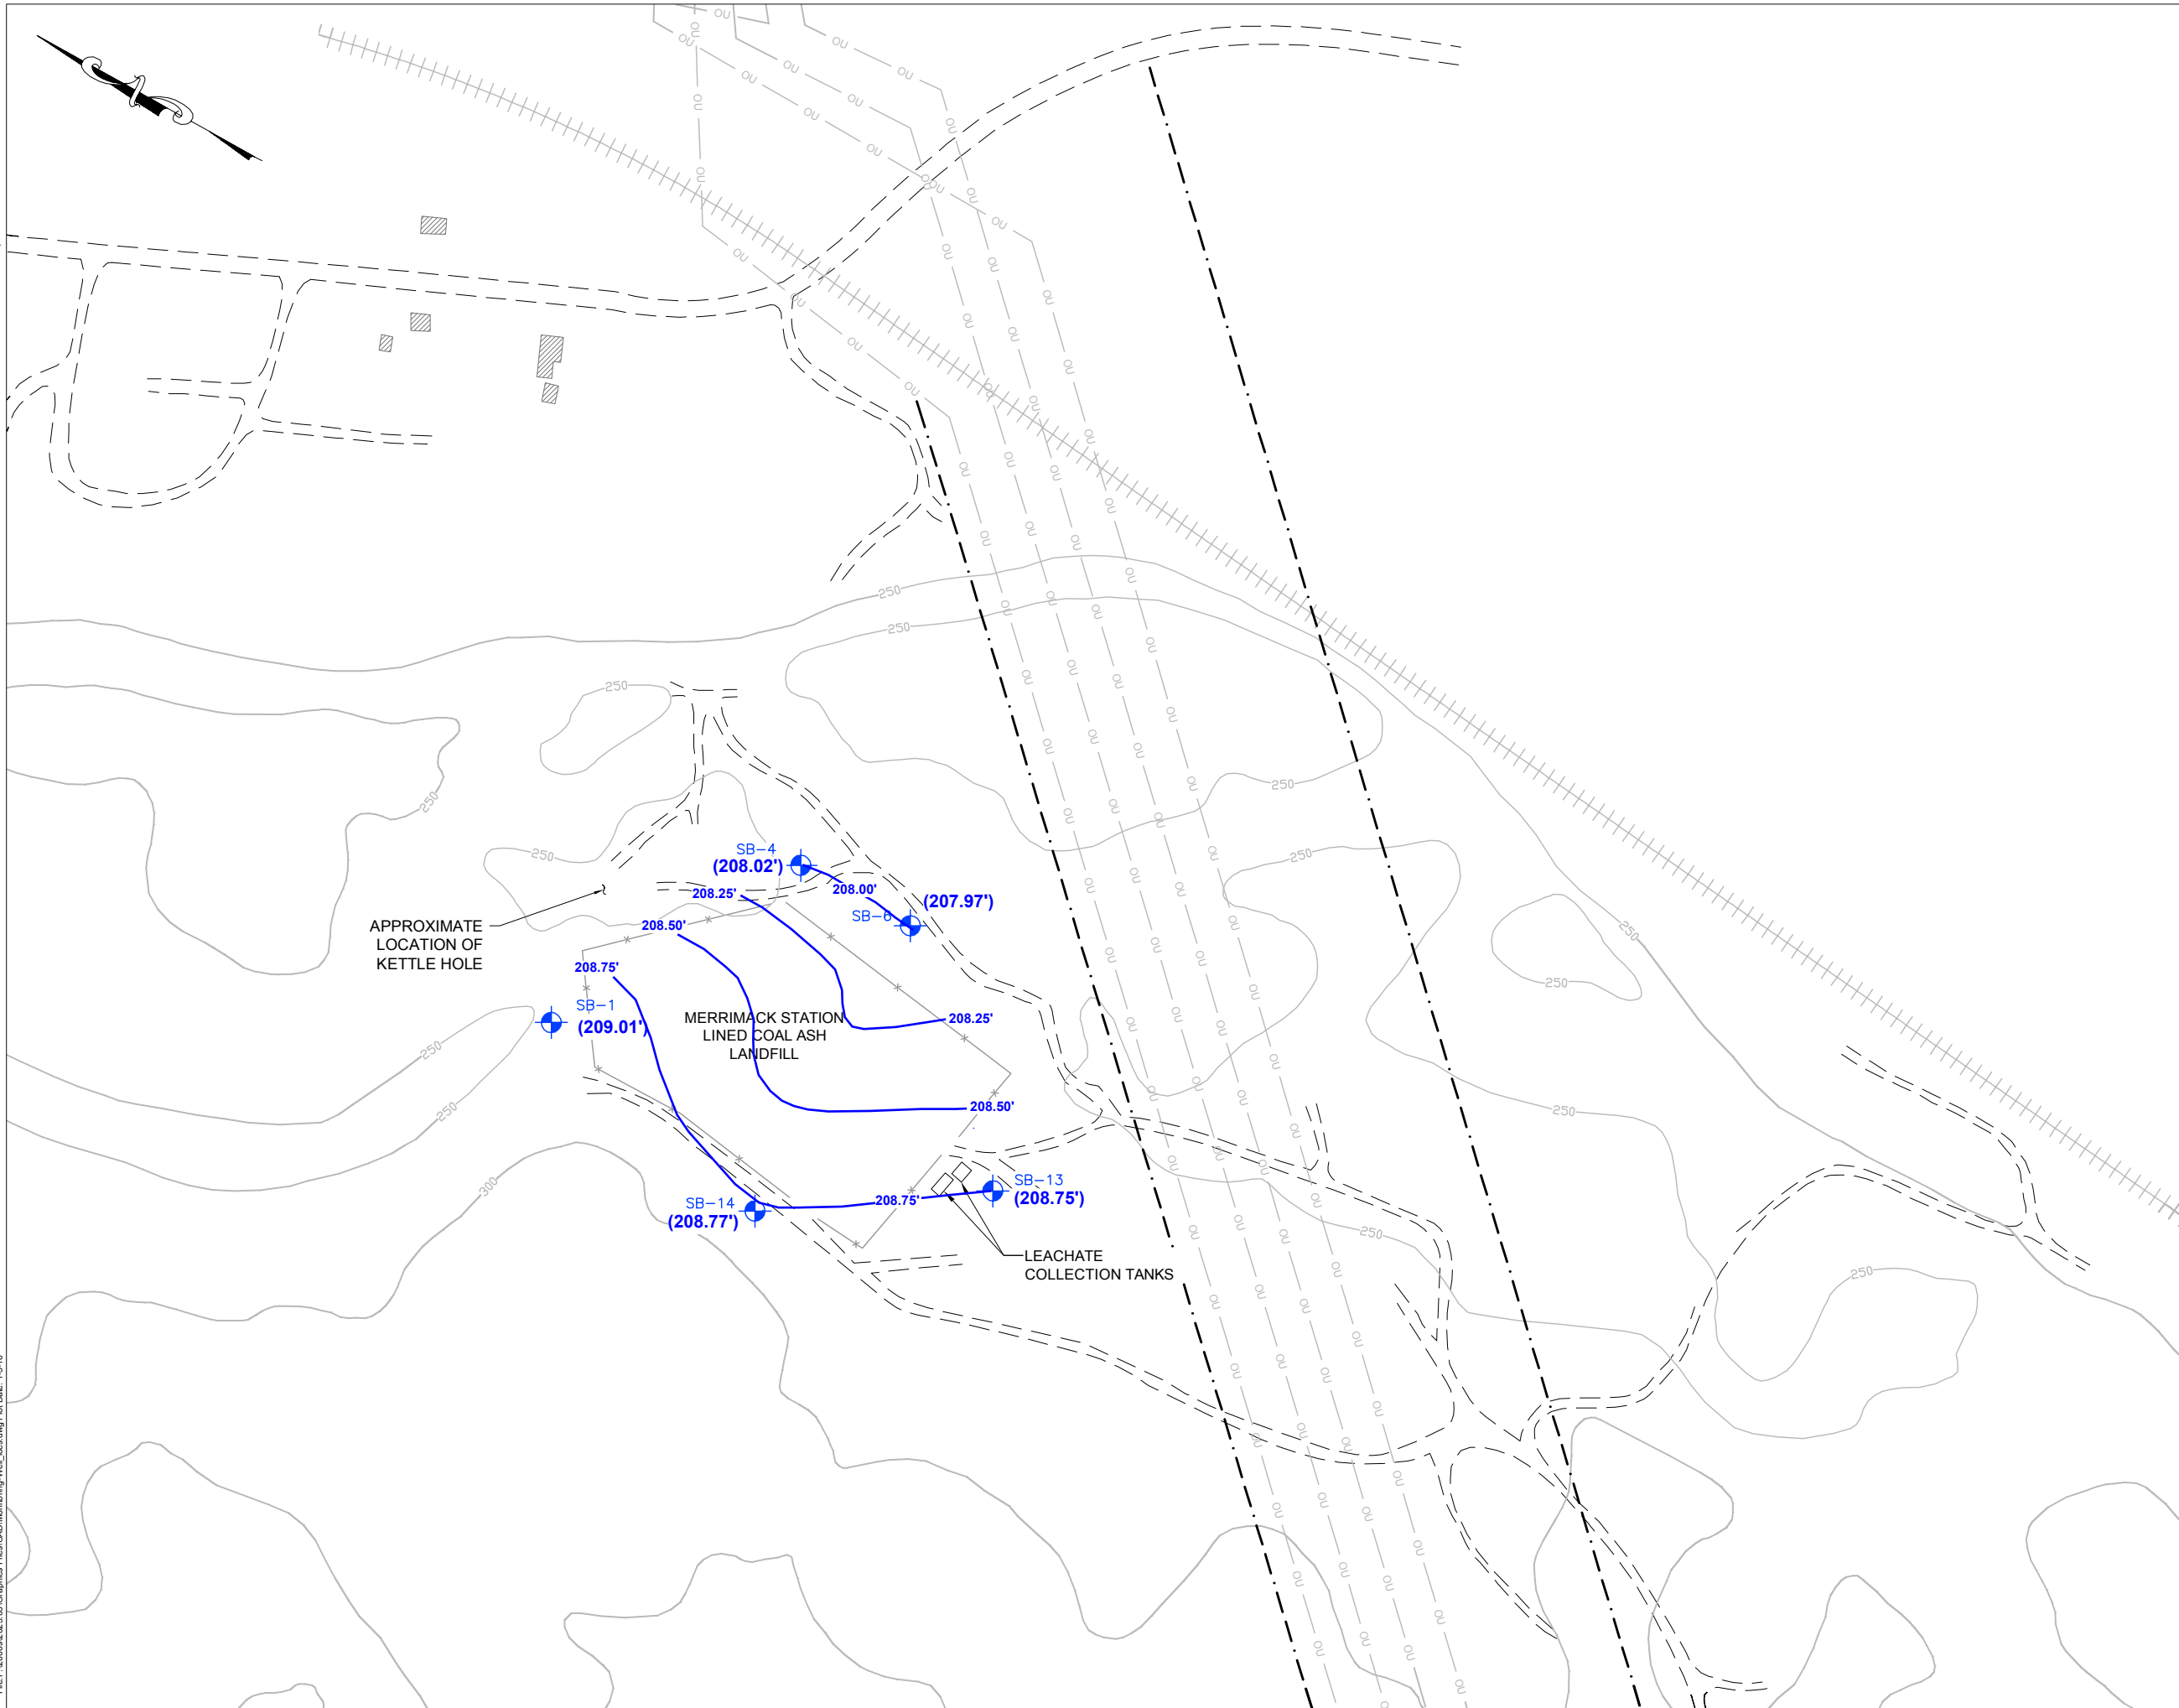 250
250
250
250
250
SB-4
(208.02')
250
250
208.25'
208.00'
(207.97')
SB-6
208.50'
APPROXIMATE
LOCATION OF
KETTLE HOLE
250
208.75'
250
SB-1
(209.01')
MERRIMACK STATION
LINED COAL ASH
LANDFILL
208.25'
250
250
208.50'
250
300
SB-13
(208.75')
SB-14
(208.77')
208.75'
250
LEACHATE
COLLECTION TANKS
250
OU